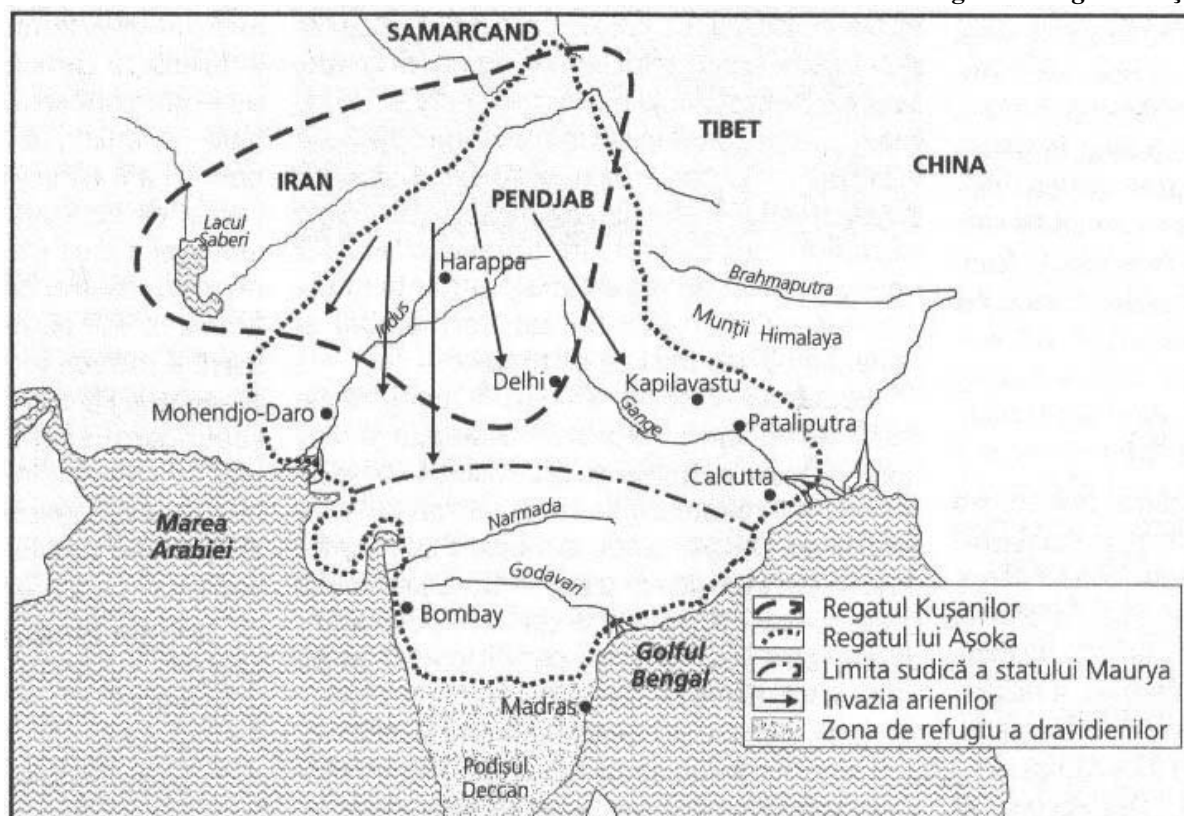 SAMARCAND
TIBET
CHINA
IRAN
PENDJAB
Lacul
Saberi
Harappa
Brahmaputra
Indus
Munții Himalaya
Delhi
Kapilavastu
Mohendjo-Daro
Gange
Pataliputra
Calcutta
Marea
Arabiei
Narmada
Godavari
Bombay
Golful
Bengal
Madras
Podișul
Deccan
Regatul Kușanilor
Regatul lui Așoka
Limita sudică a statului Maurya
Invazia arienilor
Zona de refugiu a dravidienilor